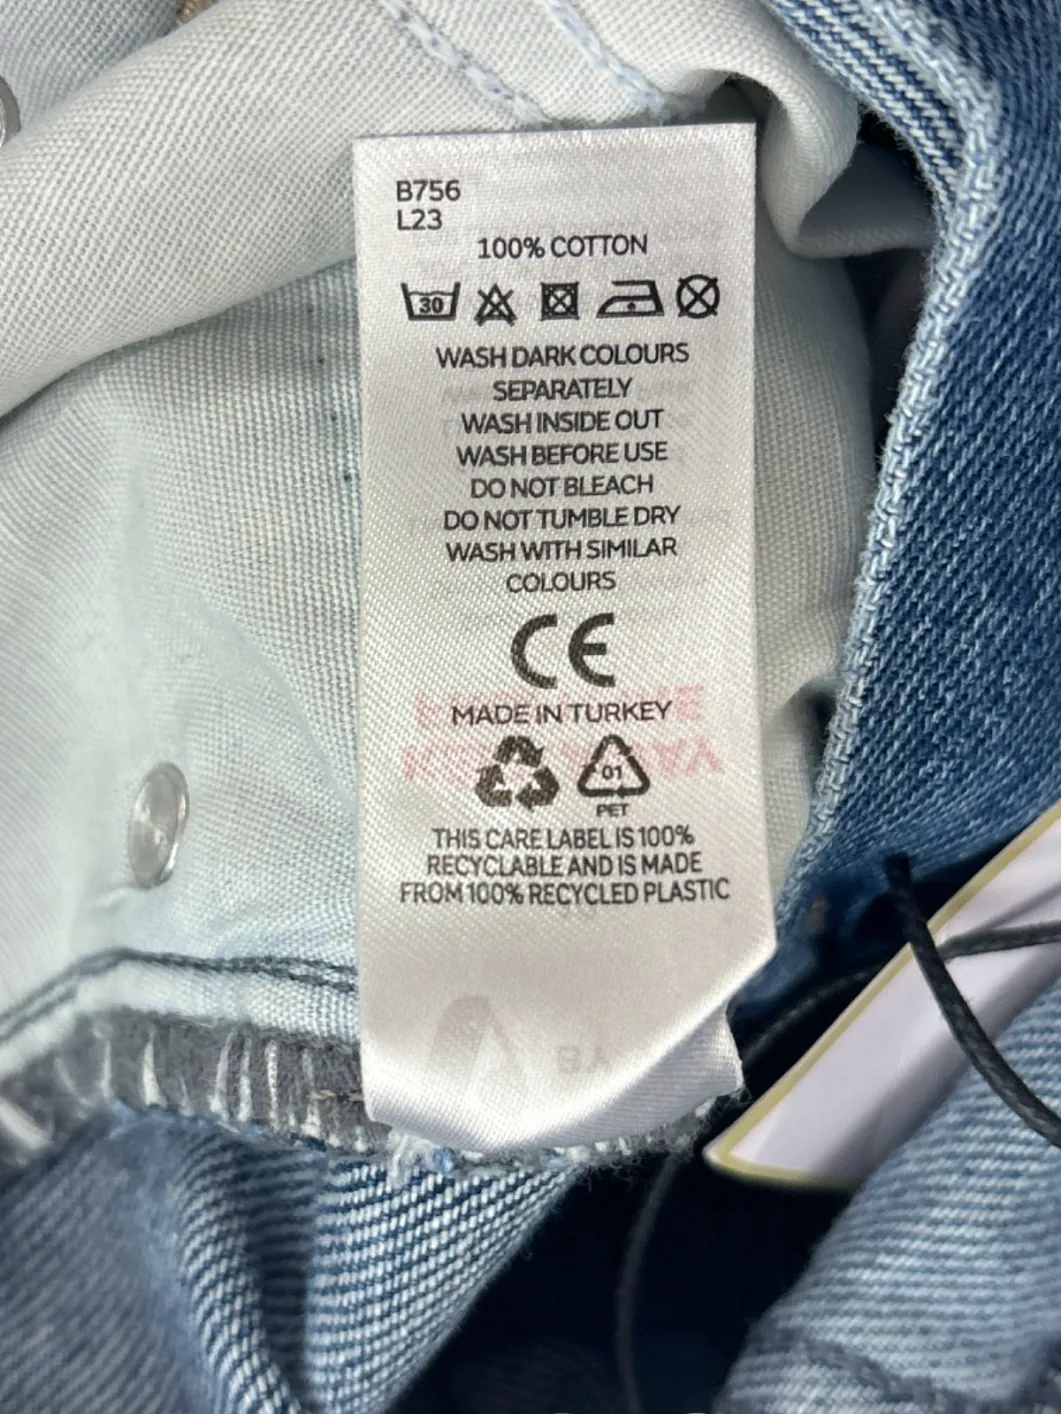 B756
L23
100% COTTON
30
WASH DARK COLOURS
SEPARATELY
WASH INSIDE OUT
WASH BEFORE USE
DO NOT BLEACH
DO NOT TUMBLE DRY
WASH WITH SIMILAR
COLOURS
CE
MADE IN TURKEY
01
PET
THIS CARE LABEL IS 100%
RECYCLABLE AND IS MADE
FROM 100% RECYCLED PLASTIC